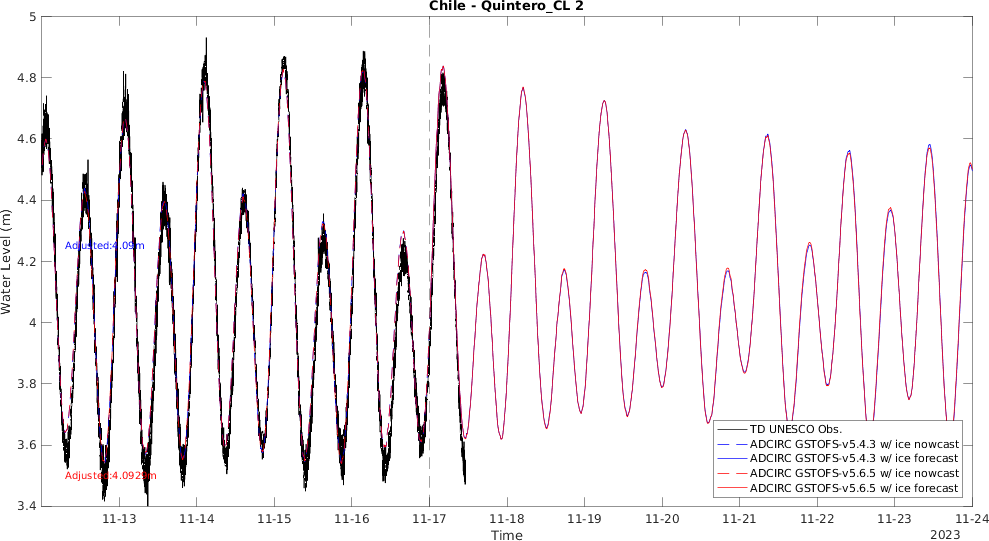 Chile - Quintero_CL 2
Water Level (m)
5
4.8
4.6
4.4
4.2
4
3.8
3.6
3.4
Adjusted:4.09m
Adjusted:4.0925m
TD UNESCO Obs.
ADCIRC GSTOFS-v5.4.3 w/ ice nowcast
ADCIRC GSTOFS-v5.4.3 w/ ice forecast
ADCIRC GSTOFS-v5.6.5 w/ ice nowcast
ADCIRC GSTOFS-v5.6.5 w/ ice forecast
11-13 11-14 11-15 11-16 11-17 11-18 11-19 11-20 11-21 11-22 11-23 11-24
Time
2023